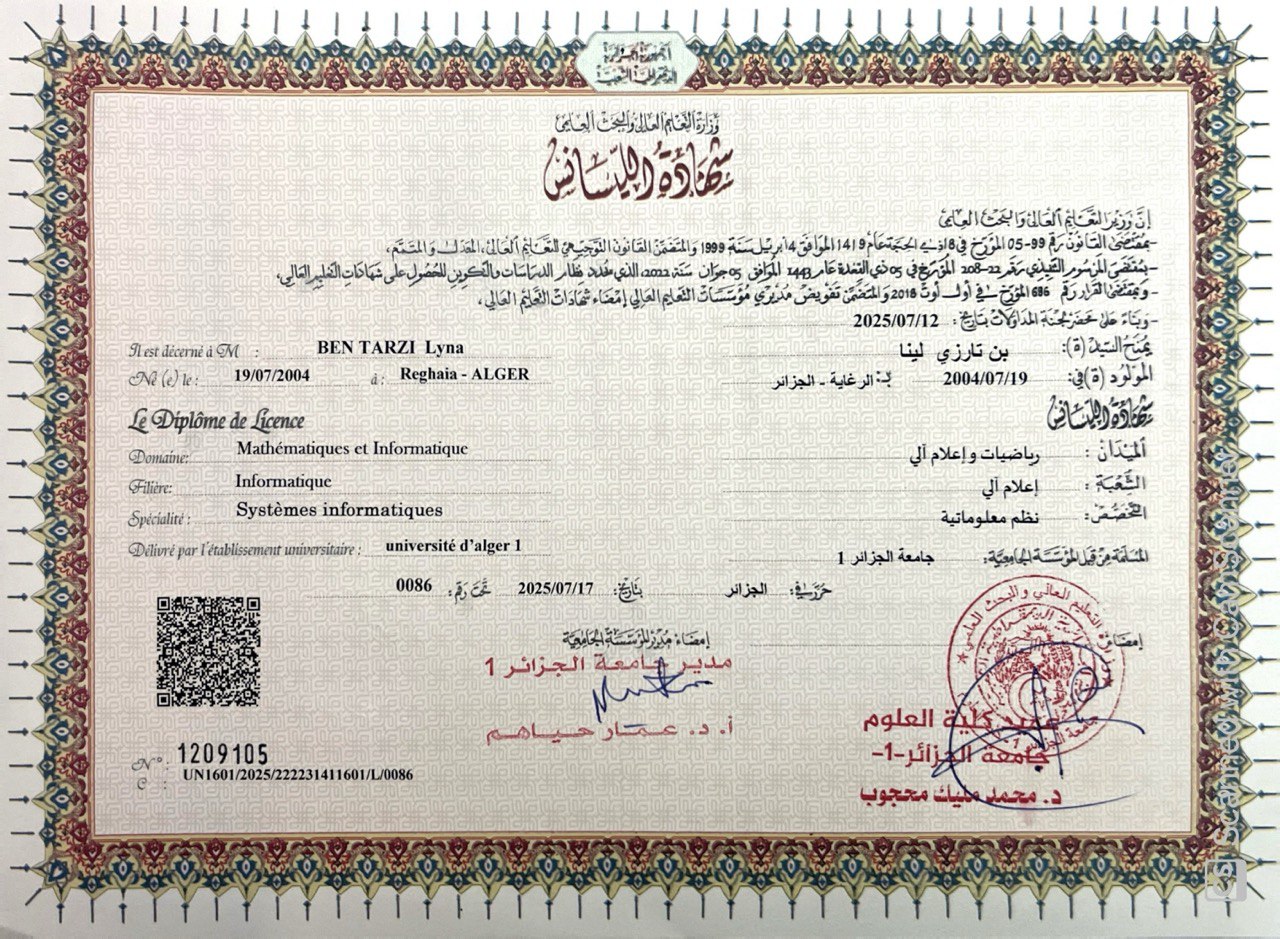 الجمهورية الجزائرية
الديمقراطية الشعبية
وزارة التعليم العالي والبحث العلمي
شهادة الليسانس
إنّ وزير التعليم العالي والبحث العلمي
-بمقتضى القانون رقم 99-05 المؤرخ في 18 ذي الحجة عام 1419 الموافق 4 أبريل سنة 1999 والمتضمن القانون التوجيهي للتعليم العالي، المعدل والمتمم،
-بمقتضى المرسوم التنفيذي رقم 22-208 المؤرخ في 05 ذي القعدة عام 1443 الموافق 05 جوان سنة 2022، الذي يحدد نظام الدراسات والتكوين للحصول على شهادات التعليم العالي،
-وبمقتضى القرار رقم 686 المؤرخ في أول أوت 2018 والمتضمن تفويض مديري مؤسسات التعليم العالي إمضاء شهادات التعليم العالي،
-وبناء على محضر لجنة المداولات بتاريخ: 2025/07/12
يمنح السيد (ة): بن تارزي لينا
Il est décerné à M : BEN TARZI Lyna
المولود (ة) في: 2004/07/19 بـ: الرغاية - الجزائر
Né (e) le : 19/07/2004 à : Reghaia - ALGER
شهادة الليسانس
Le Diplôme de Licence
الميدان : رياضيات وإعلام آلي
Domaine: Mathématiques et Informatique
الشعبة : إعلام آلي
Filière: Informatique
التخصص: نظم معلوماتية
Spécialité : Systèmes informatiques
المسلمة من قبل المؤسسة الجامعية: جامعة الجزائر 1
Délivré par l'établissement universitaire : université d'alger 1
حرر في: الجزائر بتاريخ: 2025/07/17 تحت رقم: 0086
إمضاء مدير المؤسسة الجامعية
مدير جامعة الجزائر 1
أ. د. عمار حياهم
إمضاء
عميد كلية العلوم
جامعة الجزائر-1-
د. محمد مليك محجوب
N° : 1209105
C : UN1601/2025/222231411601/L/0086
CS Scanned with CamScanner